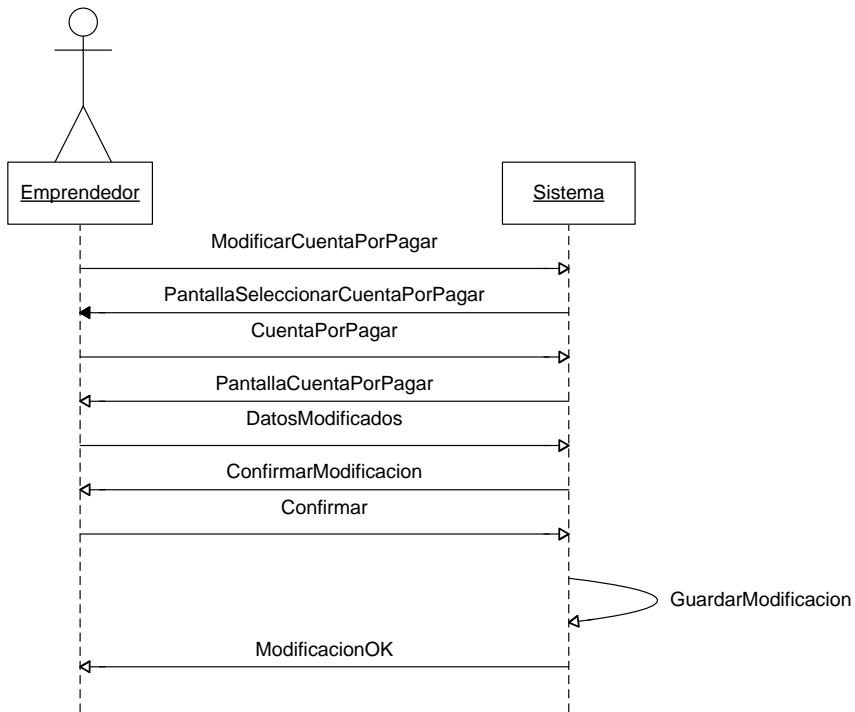 Emprendedor
Sistema
ModificarCuentaPorPagar
PantallaSeleccionarCuentaPorPagar
CuentaPorPagar
PantallaCuentaPorPagar
DatosModificados
ConfirmarModificacion
Confirmar
GuardarModificacion
ModificacionOK